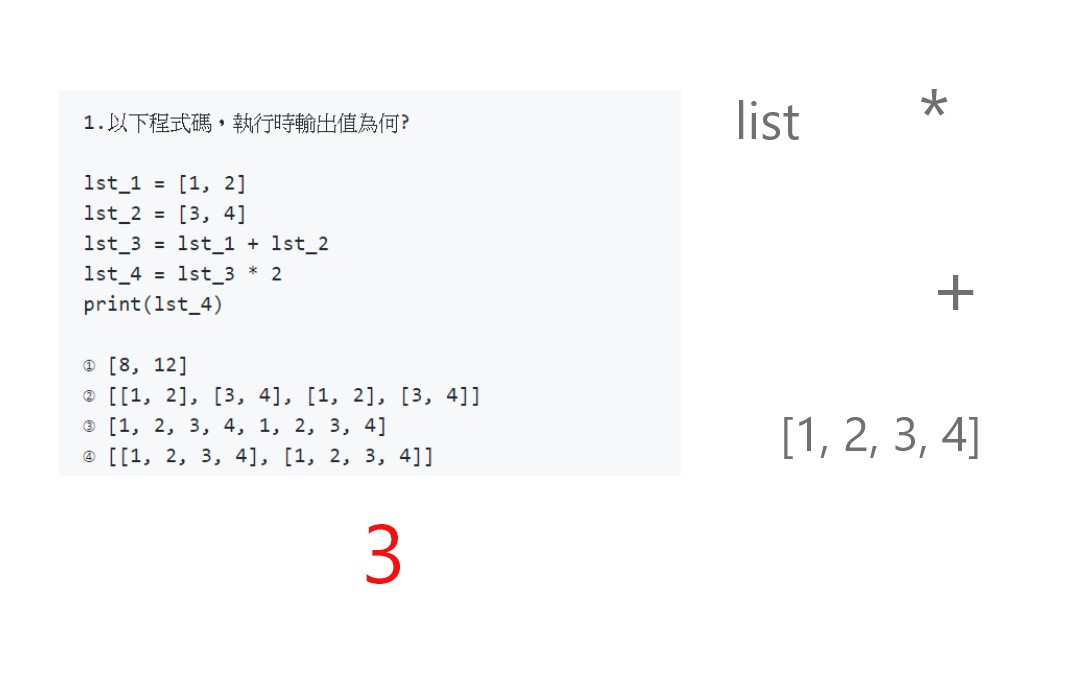 1.以下程式碼，執行時輸出值為何?
lst_1 = [1, 2]
lst_2 = [3, 4]
lst_3 = lst_1 + lst_2
lst_4 = lst_3 * 2
print(lst_4)
① [8, 12]
② [[1, 2], [3, 4], [1, 2], [3, 4]]
③ [1, 2, 3, 4, 1, 2, 3, 4]
④ [[1, 2, 3, 4], [1, 2, 3, 4]]
3
list *
+
[1, 2, 3, 4]